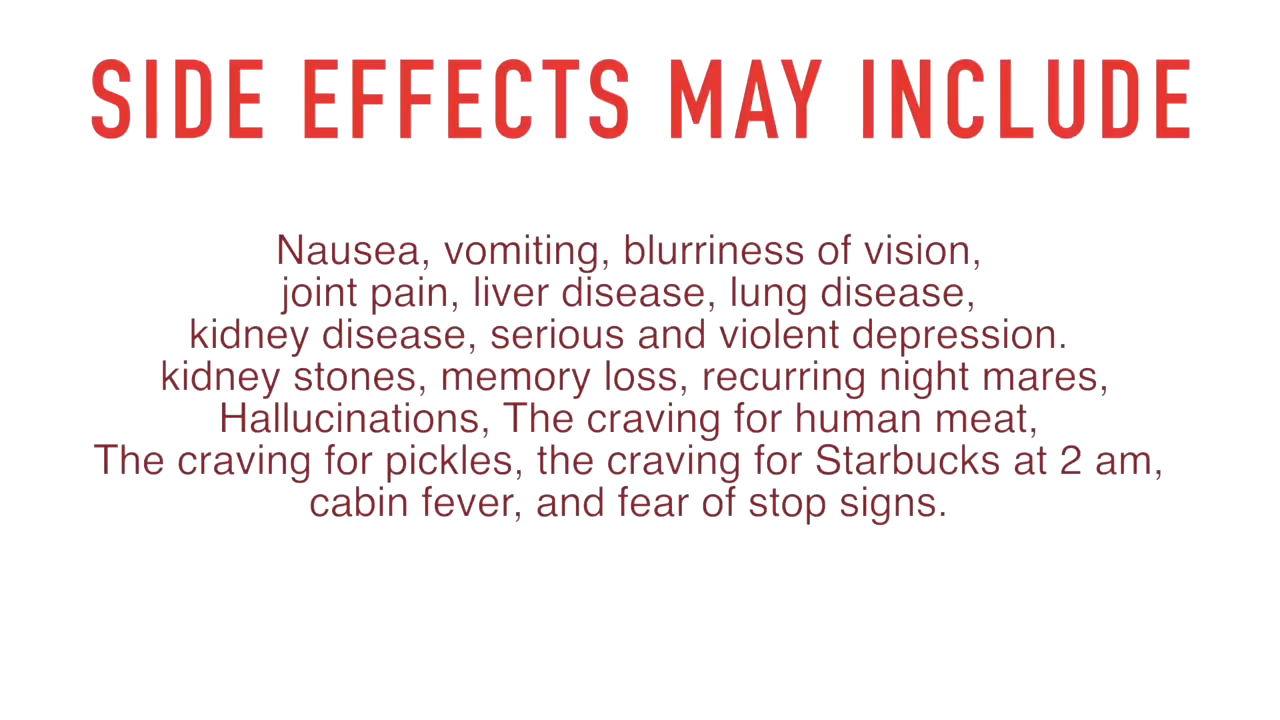 SIDE EFFECTS MAY INCLUDE
Nausea, vomiting, blurriness of vision,
joint pain, liver disease, lung disease,
kidney disease, serious and violent depression.
kidney stones, memory loss, recurring night mares,
Hallucinations, The craving for human meat,
The craving for pickles, the craving for Starbucks at 2 am,
cabin fever, and fear of stop signs.